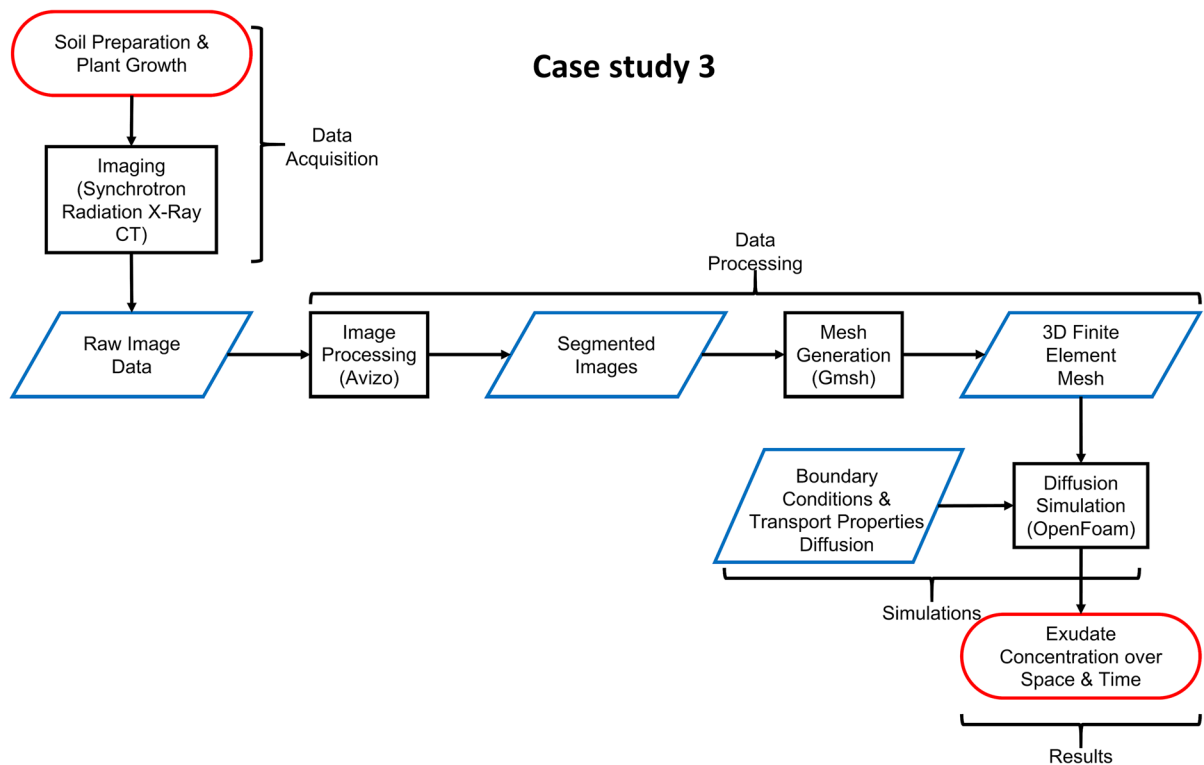 Case study 3
Soil Preparation &
Plant Growth
Data
Acquisition
Imaging
(Synchrotron
Radiation X-Ray
CT)
Data
Processing
Raw Image
Data
Image
Processing
(Avizo)
Segmented
Images
Mesh
Generation
(Gmsh)
3D Finite
Element
Mesh
Boundary
Conditions &
Transport Properties
Diffusion
Diffusion
Simulation
(OpenFoam)
Simulations
Exudate
Concentration over
Space & Time
Results